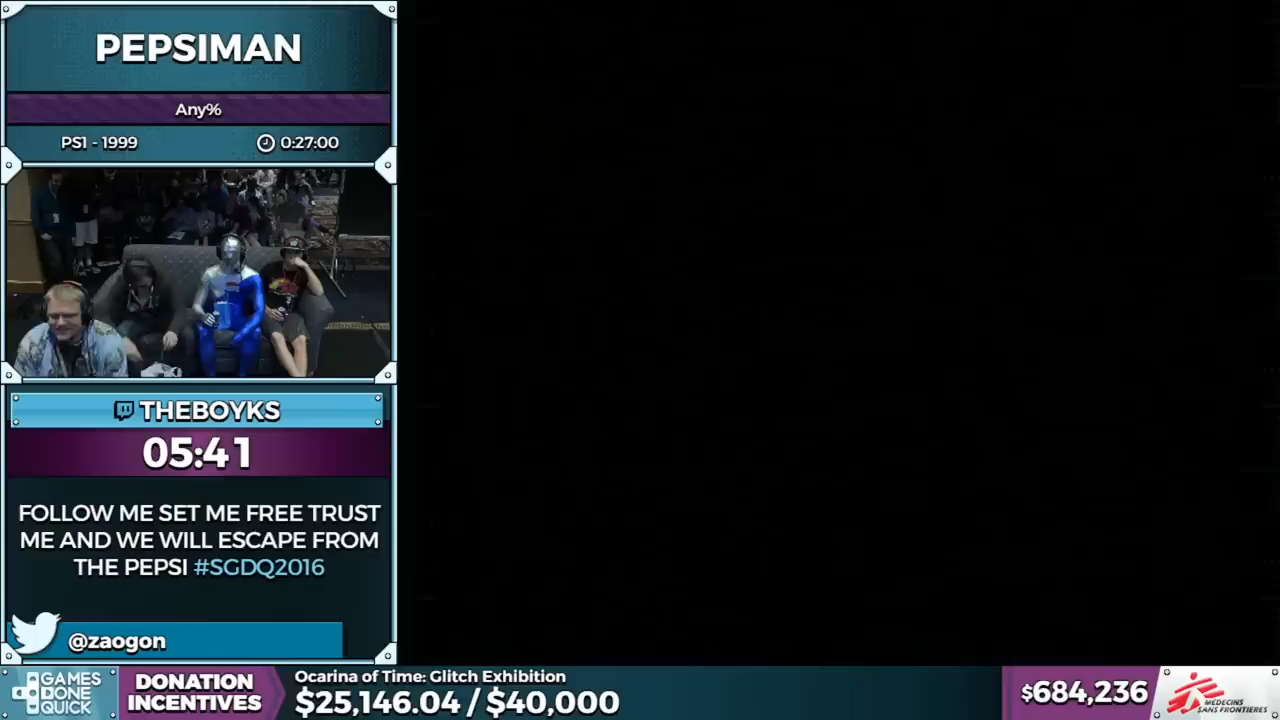 PEPSIMAN
Any%
PS1 - 1999
0:27:00
THEBOYKS
05:41
FOLLOW ME SET ME FREE TRUST
ME AND WE WILL ESCAPE FROM
THE PEPSI #SGDQ2016
@zaogon
GAMES
DONE
QUICK
DONATION
INCENTIVES
Ocarina of Time: Glitch Exhibition
$25,146.04 / $40,000
$684,236
MEDECINS
SANS FRONTIERES